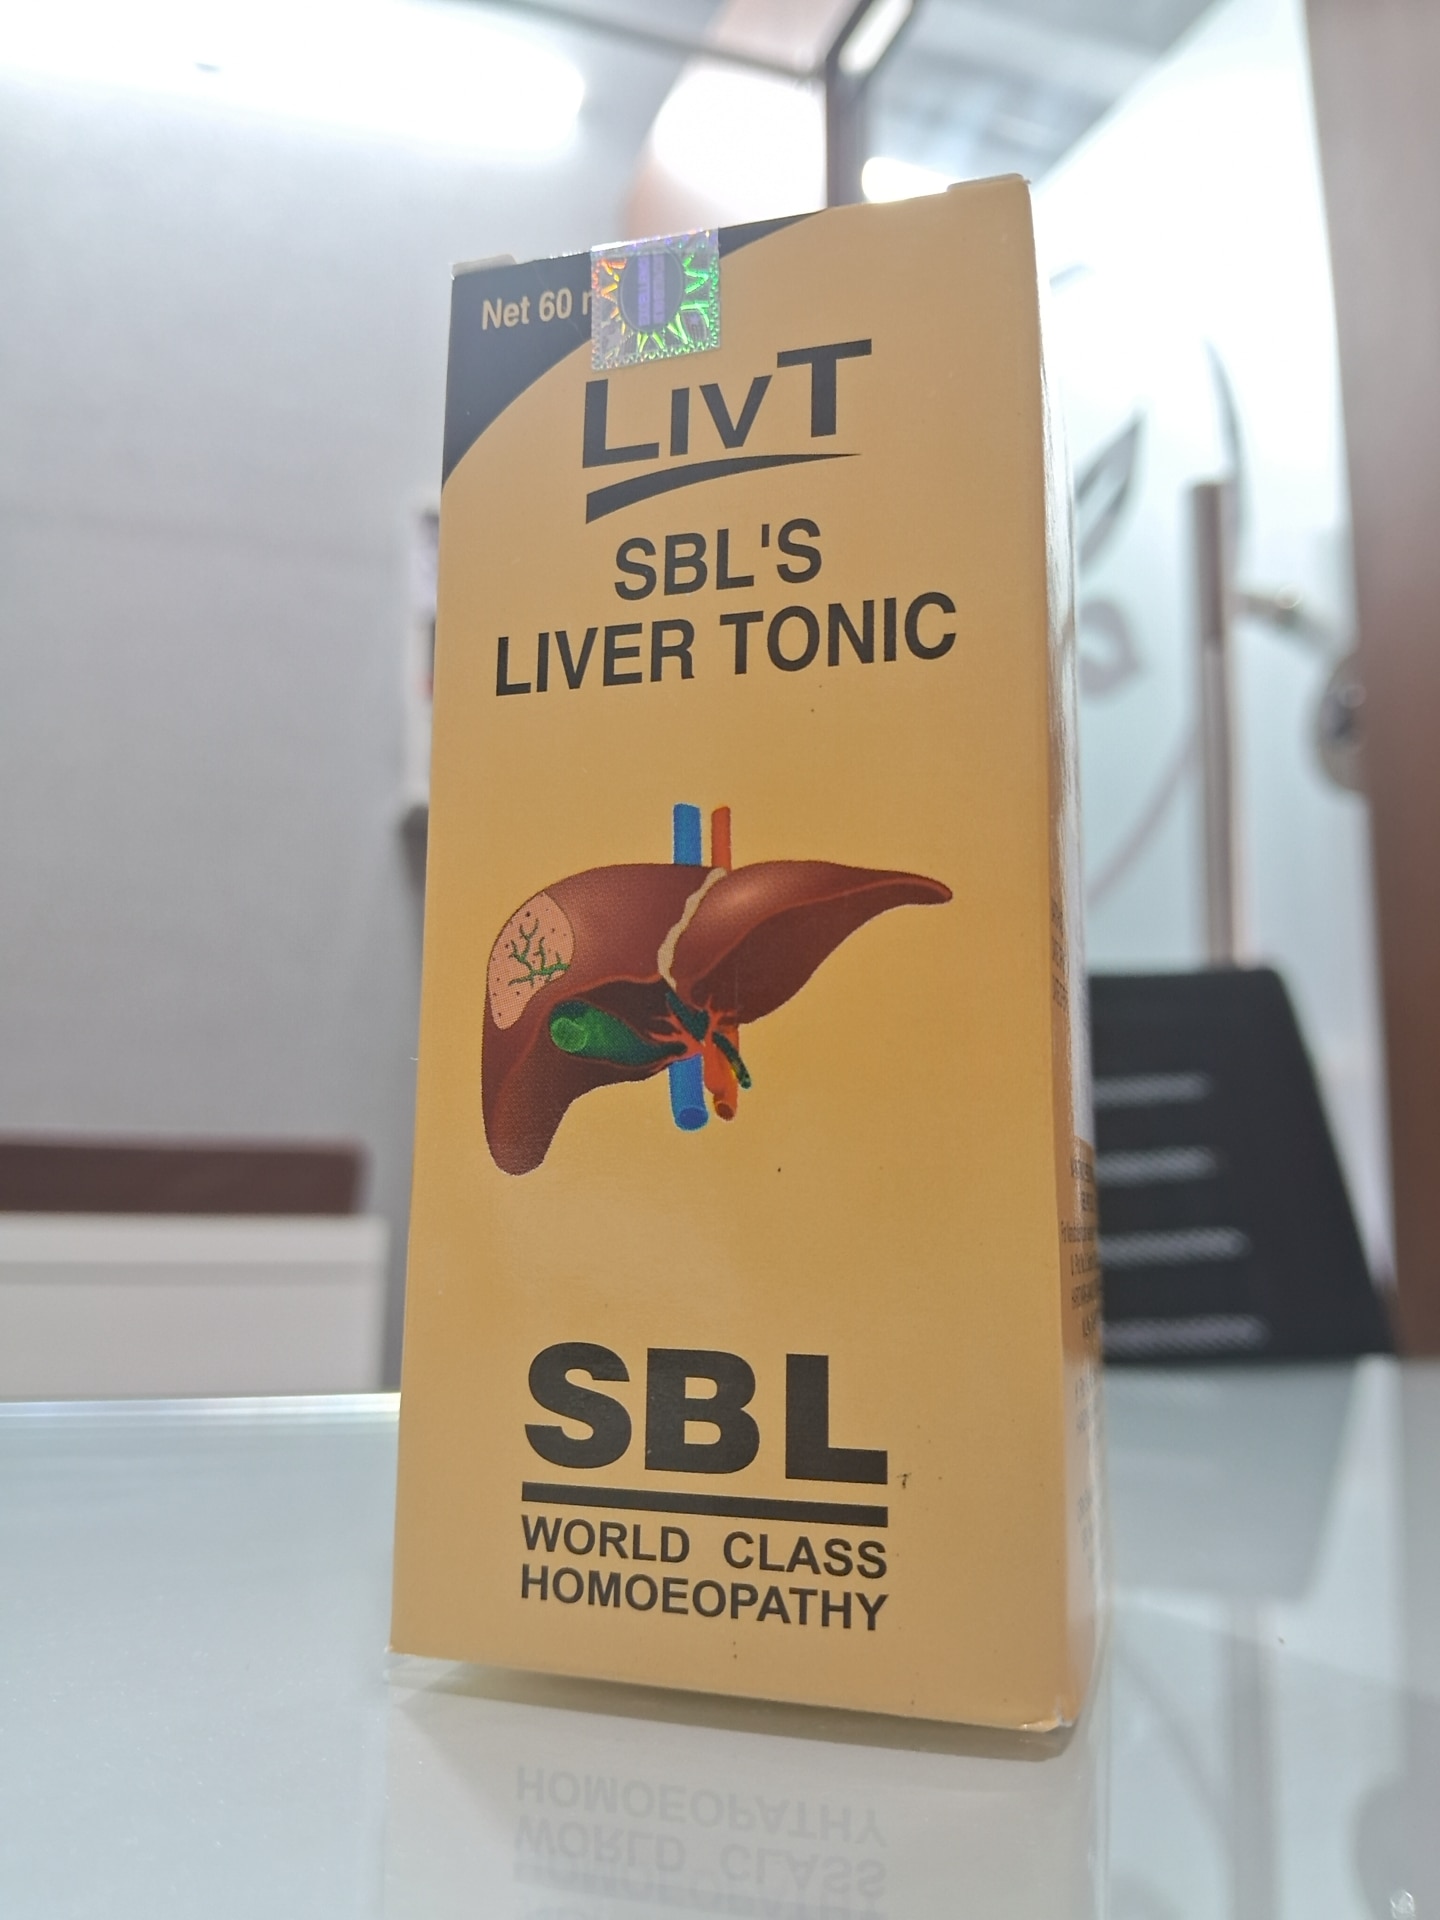 Net 60
LIVT
SBL'S
LIVER TONIC
SBL
WORLD CLASS
HOMOEOPATHY